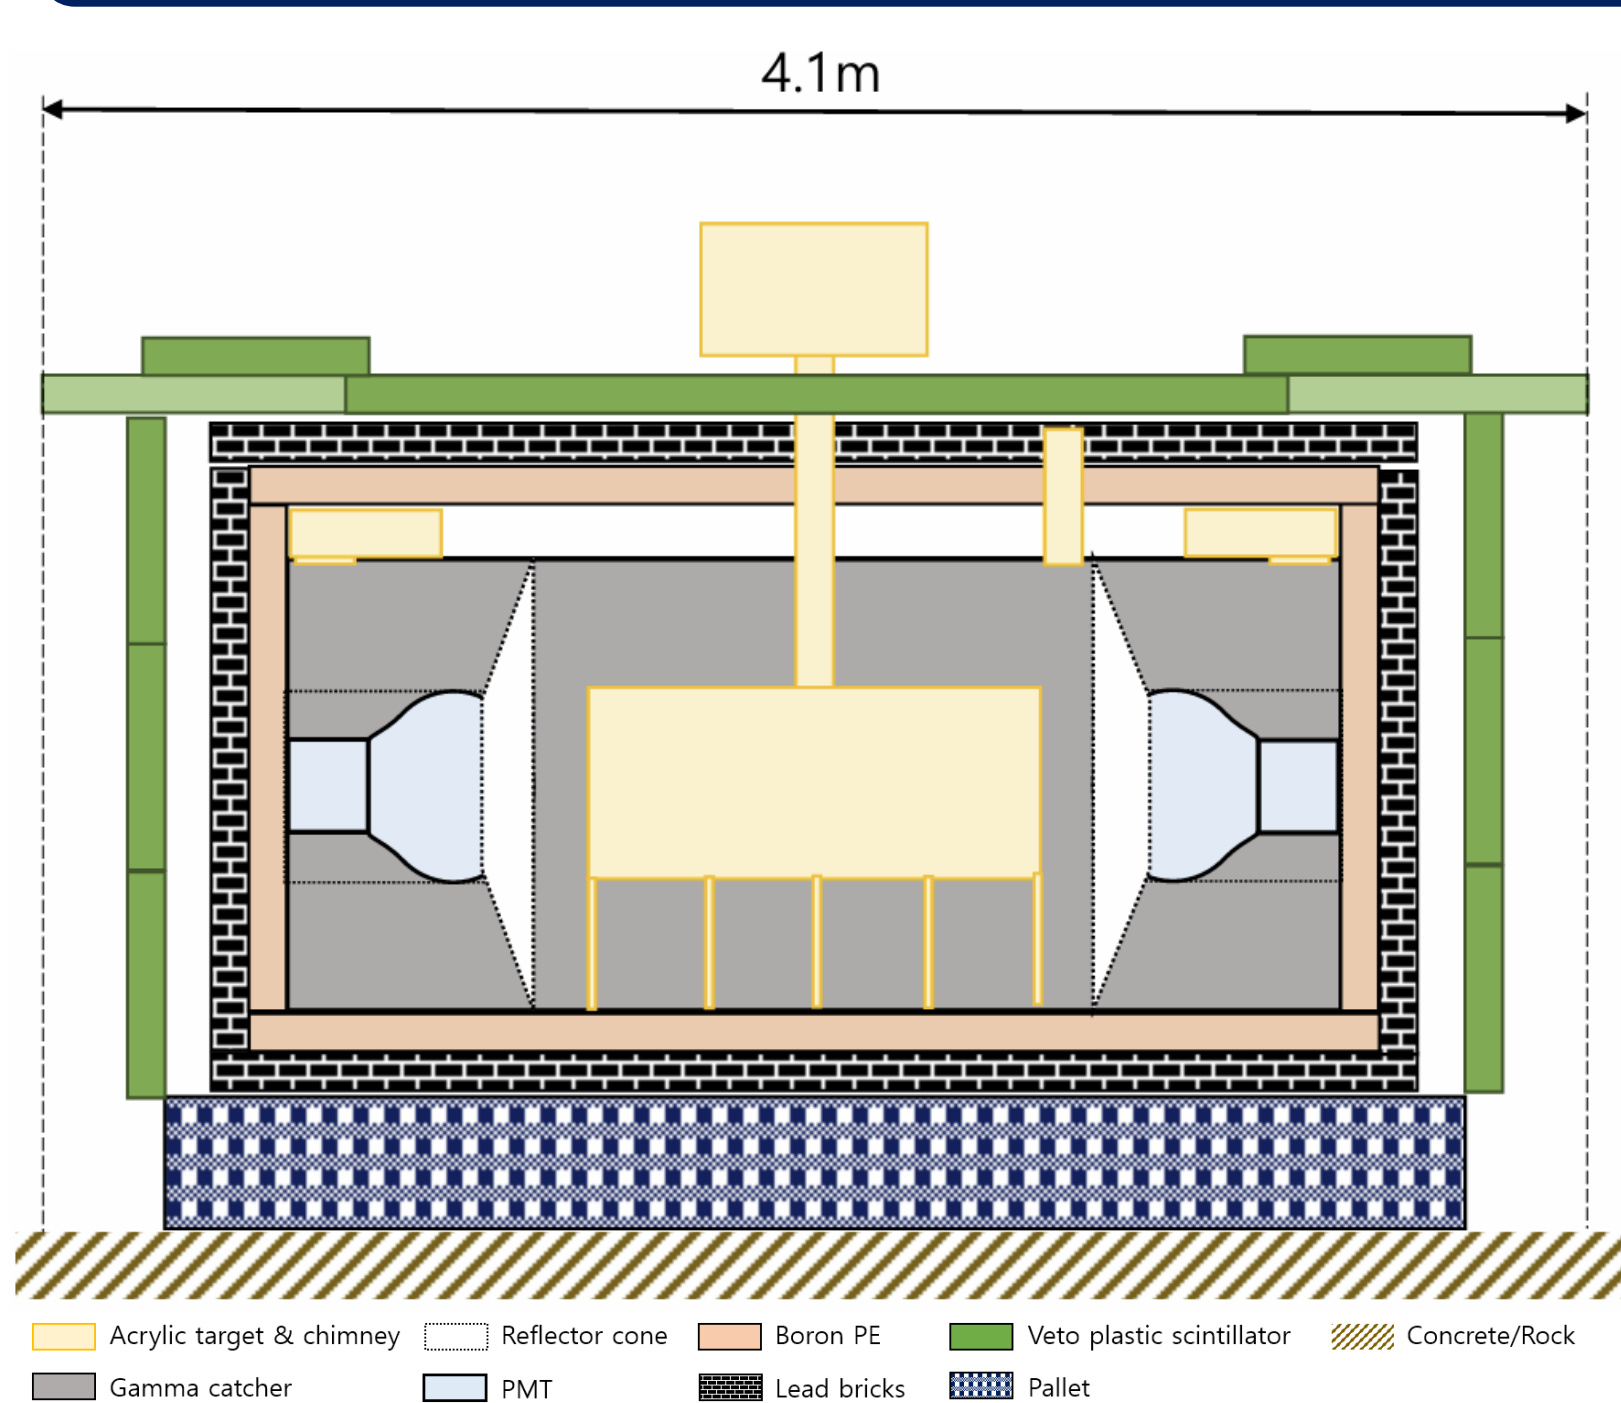 4.1m
Acrylic target & chimney
Reflector cone
Boron PE
Veto plastic scintillator
Concrete/Rock
Gamma catcher
PMT
Lead bricks
Pallet